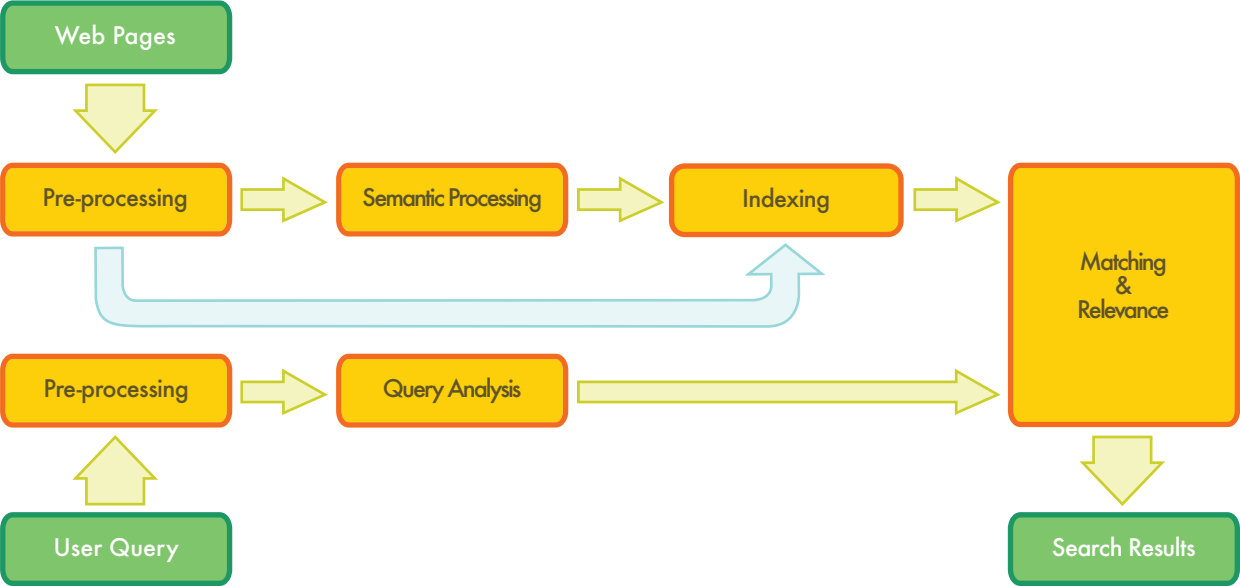 Web Pages
Pre-processing
Semantic Processing
Indexing
Matching
&
Relevance
Pre-processing
Query Analysis
User Query
Search Results